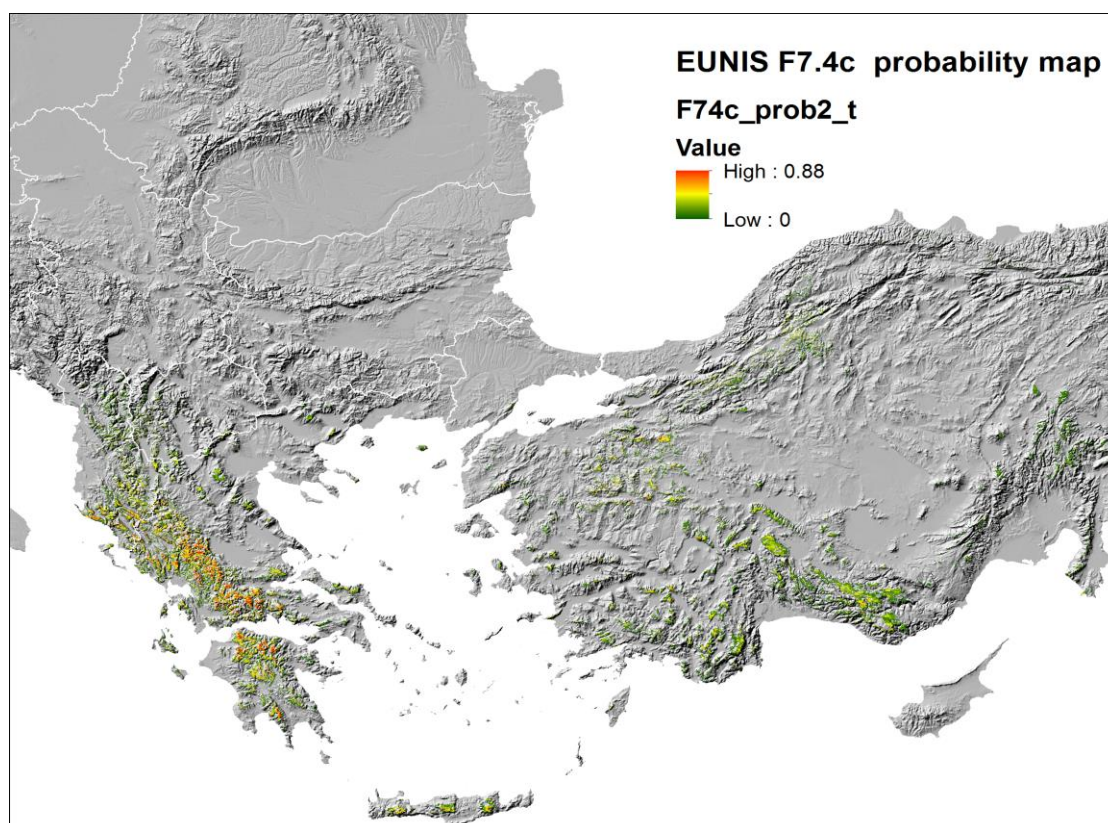 EUNIS F7.4c probability map
F74c_prob2_t
Value
High : 0.88
Low : 0